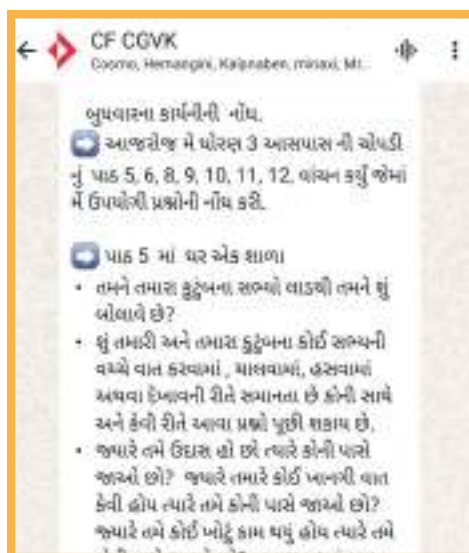 CF CGVK
Cosmo, Hemangini, Kalpnaben, minaxi, Mr...
બુધવારના કાર્યનીની નોંધ.
➡ આજરોજ મે ધોરણ 3 આસપાસ ની ચોપડી
નું પાઠ 5, 6, 8, 9, 10, 11, 12, વાંચન કર્યું જેમાં
મેં ઉપયોગી પ્રશ્નોની નોંધ કરી.
➡ પાઠ 5 માં ઘર એક શાળા
• તમને તમારા કુટુંબના સભ્યો લાડથી તમને શું
બોલાવે છે?
• શું તમારી અને તમારા કુટુંબના કોઈ સભ્યની
વચ્ચે વાત કરવામાં , ચાલવામાં, હસવામાં
અથવા દેખાવની રીતે સમાનતા છે કોની સાથે
અને કેવી રીતે આવા પ્રશ્નો પૂછી શકાય છે.
• જ્યારે તમે ઉદાસ હો છો ત્યારે કોની પાસે
જાઓ છો? જ્યારે તમારે કોઈ ખાનગી વાત
કેવી હોય ત્યારે તમે કોની પાસે જાઓ છો?
જ્યારે તમે કોઈ ખોટું કામ થયું હોય ત્યારે તમે